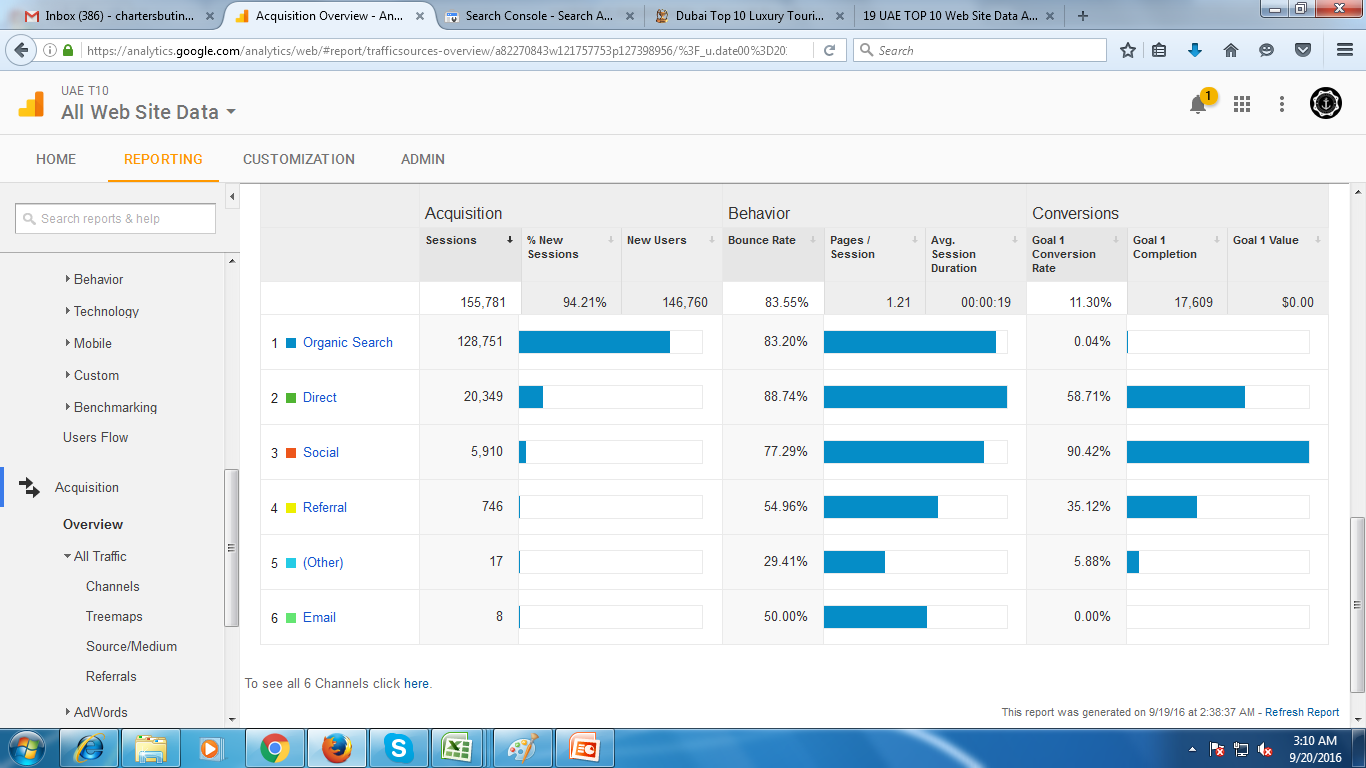 Inbox (386) - chartersbutin...
Acquisition Overview - An...
Search Console - Search A...
Dubai Top 10 Luxury Touri...
19 UAE TOP 10 Web Site Data A...
https://analytics.google.com/analytics/web/#report/trafficsources-overview/a82270843w121757753p127398956/%3F_u.date00%3D20
Search
UAE T10
All Web Site Data
1
HOME REPORTING CUSTOMIZATION ADMIN
Search reports & help
Behavior
Technology
Mobile
Custom
Benchmarking
Users Flow
Acquisition
Overview
All Traffic
Channels
Treemaps
Source/Medium
Referrals
AdWords
Acquisition Behavior Conversions
Sessions
% New
Sessions
New Users
Bounce Rate
Pages /
Session
Avg.
Session
Duration
Goal 1
Conversion
Rate
Goal 1
Completion
Goal 1 Value
155,781 94.21% 146,760 83.55% 1.21 00:00:19 11.30% 17,609 $0.00
1 Organic Search 128,751 83.20% 0.04%
2 Direct 20,349 88.74% 58.71%
3 Social 5,910 77.29% 90.42%
4 Referral 746 54.96% 35.12%
5 (Other) 17 29.41% 5.88%
6 Email 8 50.00% 0.00%
To see all 6 Channels click here.
This report was generated on 9/19/16 at 2:38:37 AM - Refresh Report
3:10 AM
9/20/2016